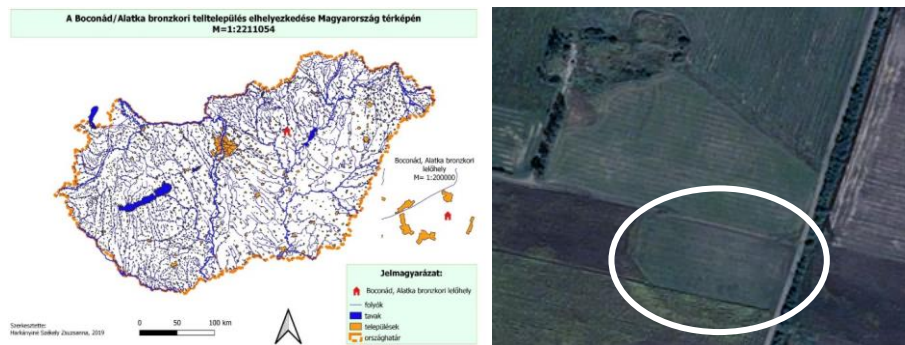 A Boconád/Alatka bronzkori telltelepülés elhelyezkedése Magyarország térképén
M=1:2211054
Boconád, Alatka bronzkori
lelőhely
M= 1:200000
Jelmagyarázat:
Boconád, Alatka bronzkori lelőhely
folyók
tavak
települések
országhatár
Szerkesztette:
Harkányiné Székely Zsuzsanna, 2019
0 50 100 km